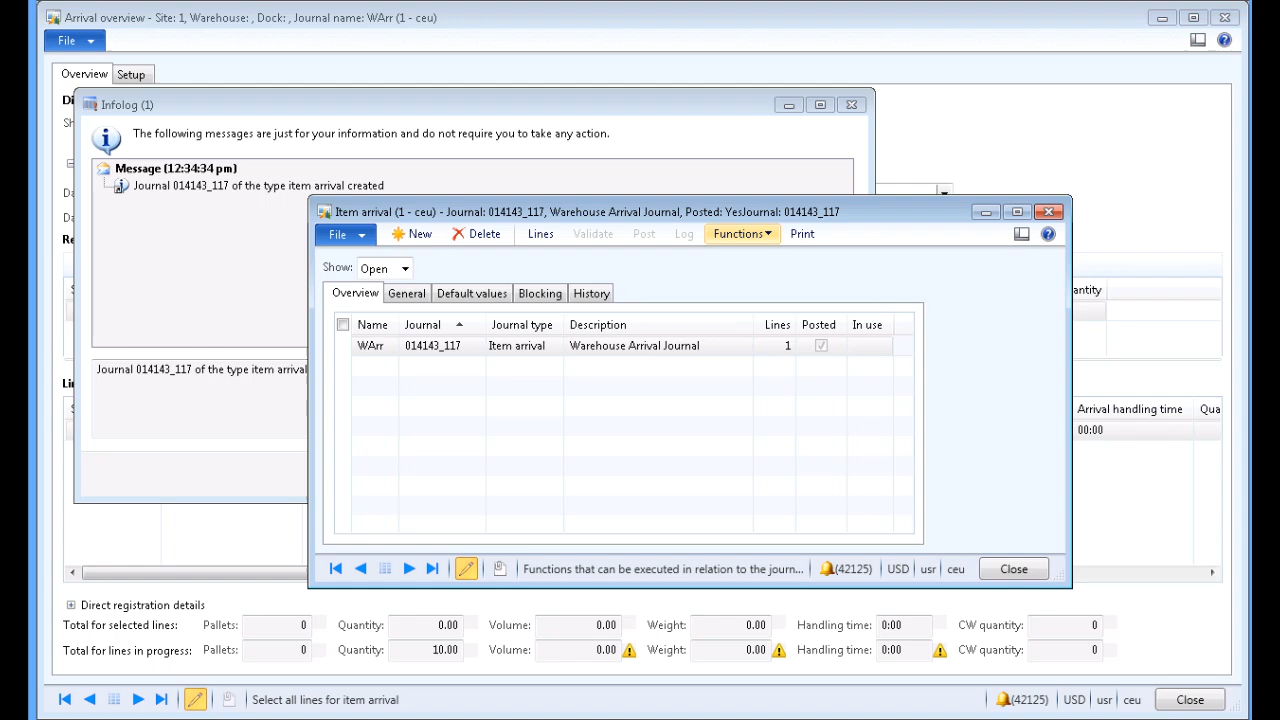 Arrival overview - Site: 1, Warehouse: , Dock: , Journal name: WArr (1 - ceu)
File
Overview
Setup
Infolog (1)
The following messages are just for your information and do not require you to take any action.
Message (12:34:34 pm)
Journal 014143_117 of the type item arrival created
Journal 014143_117 of the type item arrival
Item arrival (1 - ceu) - Journal: 014143_117, Warehouse Arrival Journal, Posted: YesJournal: 014143_117
File New Delete Lines Validate Post Log Functions Print
Show: Open
Overview General Default values Blocking History
Name Journal Journal type Description Lines Posted In use
WArr 014143_117 Item arrival Warehouse Arrival Journal 1
Functions that can be executed in relation to the journ... (42125) USD usr ceu Close
antity
Arrival handling time Qua
00:00
Direct registration details
Total for selected lines: Pallets: 0 Quantity: 0.00 Volume: 0.00 Weight: 0.00 Handling time: 0:00 CW quantity: 0
Total for lines in progress: Pallets: 0 Quantity: 10.00 Volume: 0.00 Weight: 0.00 Handling time: 0:00 CW quantity: 0
Select all lines for item arrival (42125) USD usr ceu Close